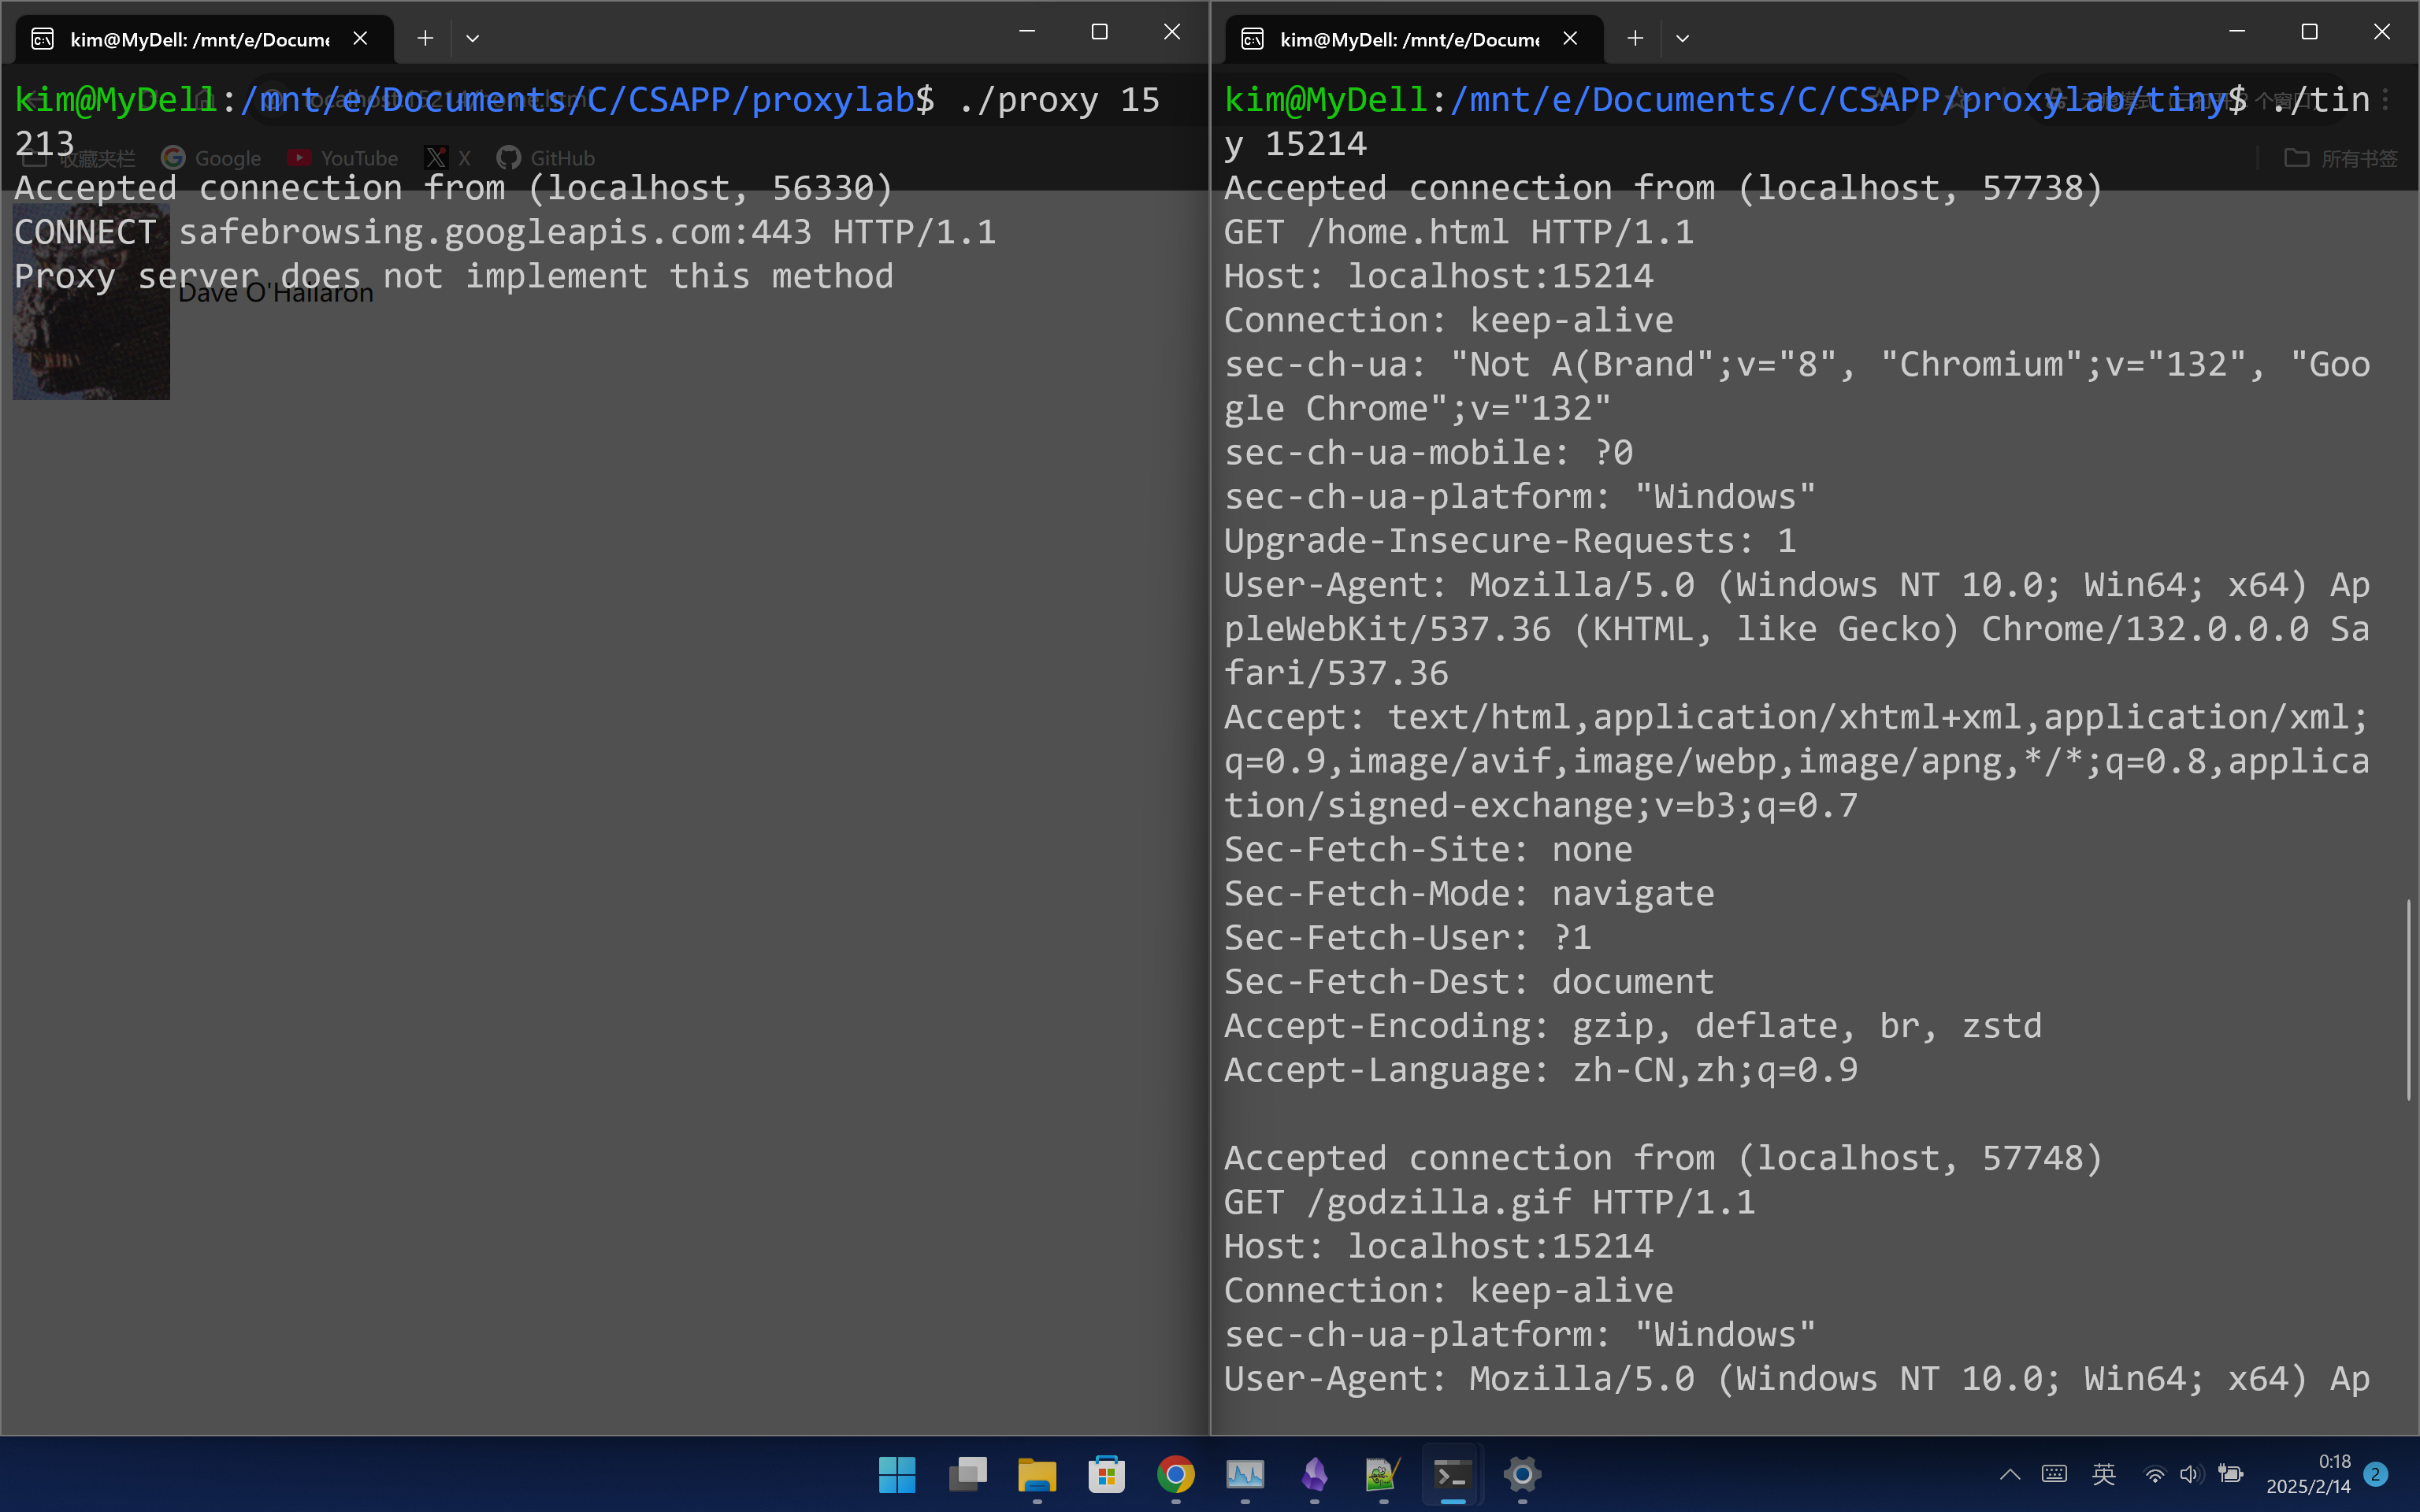 kim@MyDell: /mnt/e/Docume
kim@MyDell:/mnt/e/Documents/C/CSAPP/proxylab$ ./proxy 15
213
收藏夹栏 Google YouTube X GitHub
Accepted connection from (localhost, 56330)
CONNECT safebrowsing.googleapis.com:443 HTTP/1.1
Proxy server does not implement this method
Dave O'Hallaron
kim@MyDell: /mnt/e/Docume
kim@MyDell:/mnt/e/Documents/C/CSAPP/proxylab/tiny$ ./tin
y 15214
所有书签
Accepted connection from (localhost, 57738)
GET /home.html HTTP/1.1
Host: localhost:15214
Connection: keep-alive
sec-ch-ua: "Not A(Brand";v="8", "Chromium";v="132", "Goo
gle Chrome";v="132"
sec-ch-ua-mobile: ?0
sec-ch-ua-platform: "Windows"
Upgrade-Insecure-Requests: 1
User-Agent: Mozilla/5.0 (Windows NT 10.0; Win64; x64) Ap
pleWebKit/537.36 (KHTML, like Gecko) Chrome/132.0.0.0 Sa
fari/537.36
Accept: text/html,application/xhtml+xml,application/xml;
q=0.9,image/avif,image/webp,image/apng,*/*;q=0.8,applica
tion/signed-exchange;v=b3;q=0.7
Sec-Fetch-Site: none
Sec-Fetch-Mode: navigate
Sec-Fetch-User: ?1
Sec-Fetch-Dest: document
Accept-Encoding: gzip, deflate, br, zstd
Accept-Language: zh-CN,zh;q=0.9
Accepted connection from (localhost, 57748)
GET /godzilla.gif HTTP/1.1
Host: localhost:15214
Connection: keep-alive
sec-ch-ua-platform: "Windows"
User-Agent: Mozilla/5.0 (Windows NT 10.0; Win64; x64) Ap
英
0:18
2025/2/14
2